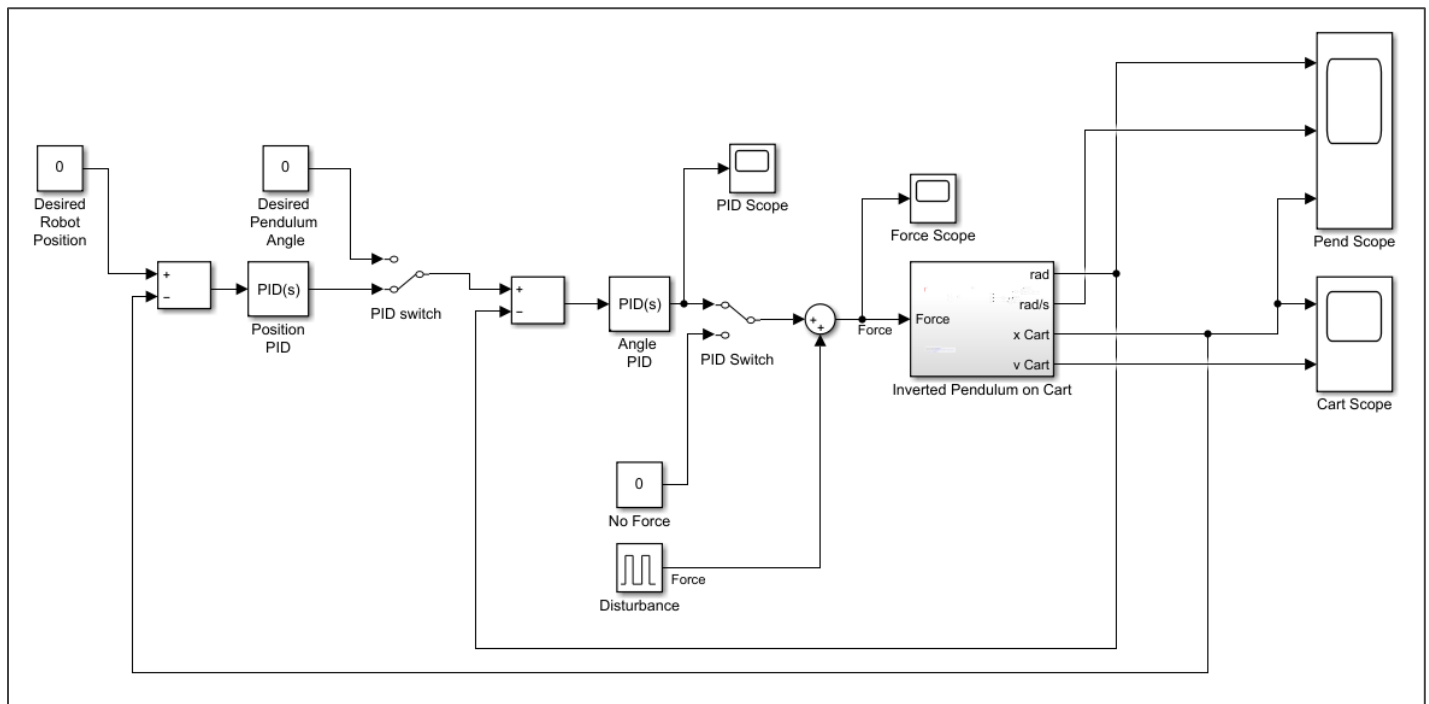 0
Desired
Robot
Position
0
Desired
Pendulum
Angle
+
−
PID(s)
Position
PID
PID switch
+
−
PID(s)
Angle
PID
PID Scope
PID Switch
0
No Force
Force
Disturbance
+
+
Force
Force Scope
Force
rad
rad/s
x Cart
v Cart
Inverted Pendulum on Cart
Pend Scope
Cart Scope